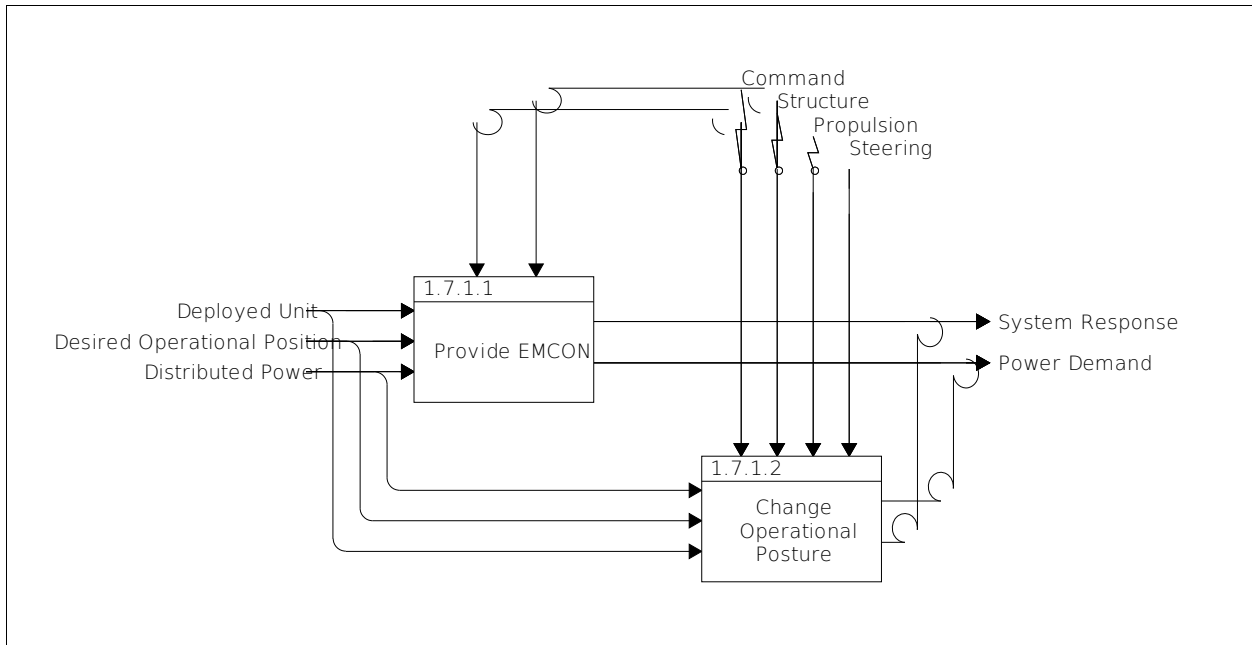 Command
Structure
Propulsion
Steering
1.7.1.1
Deployed Unit
Desired Operational Position
Distributed Power
Provide EMCON
System Response
Power Demand
1.7.1.2
Change
Operational
Posture